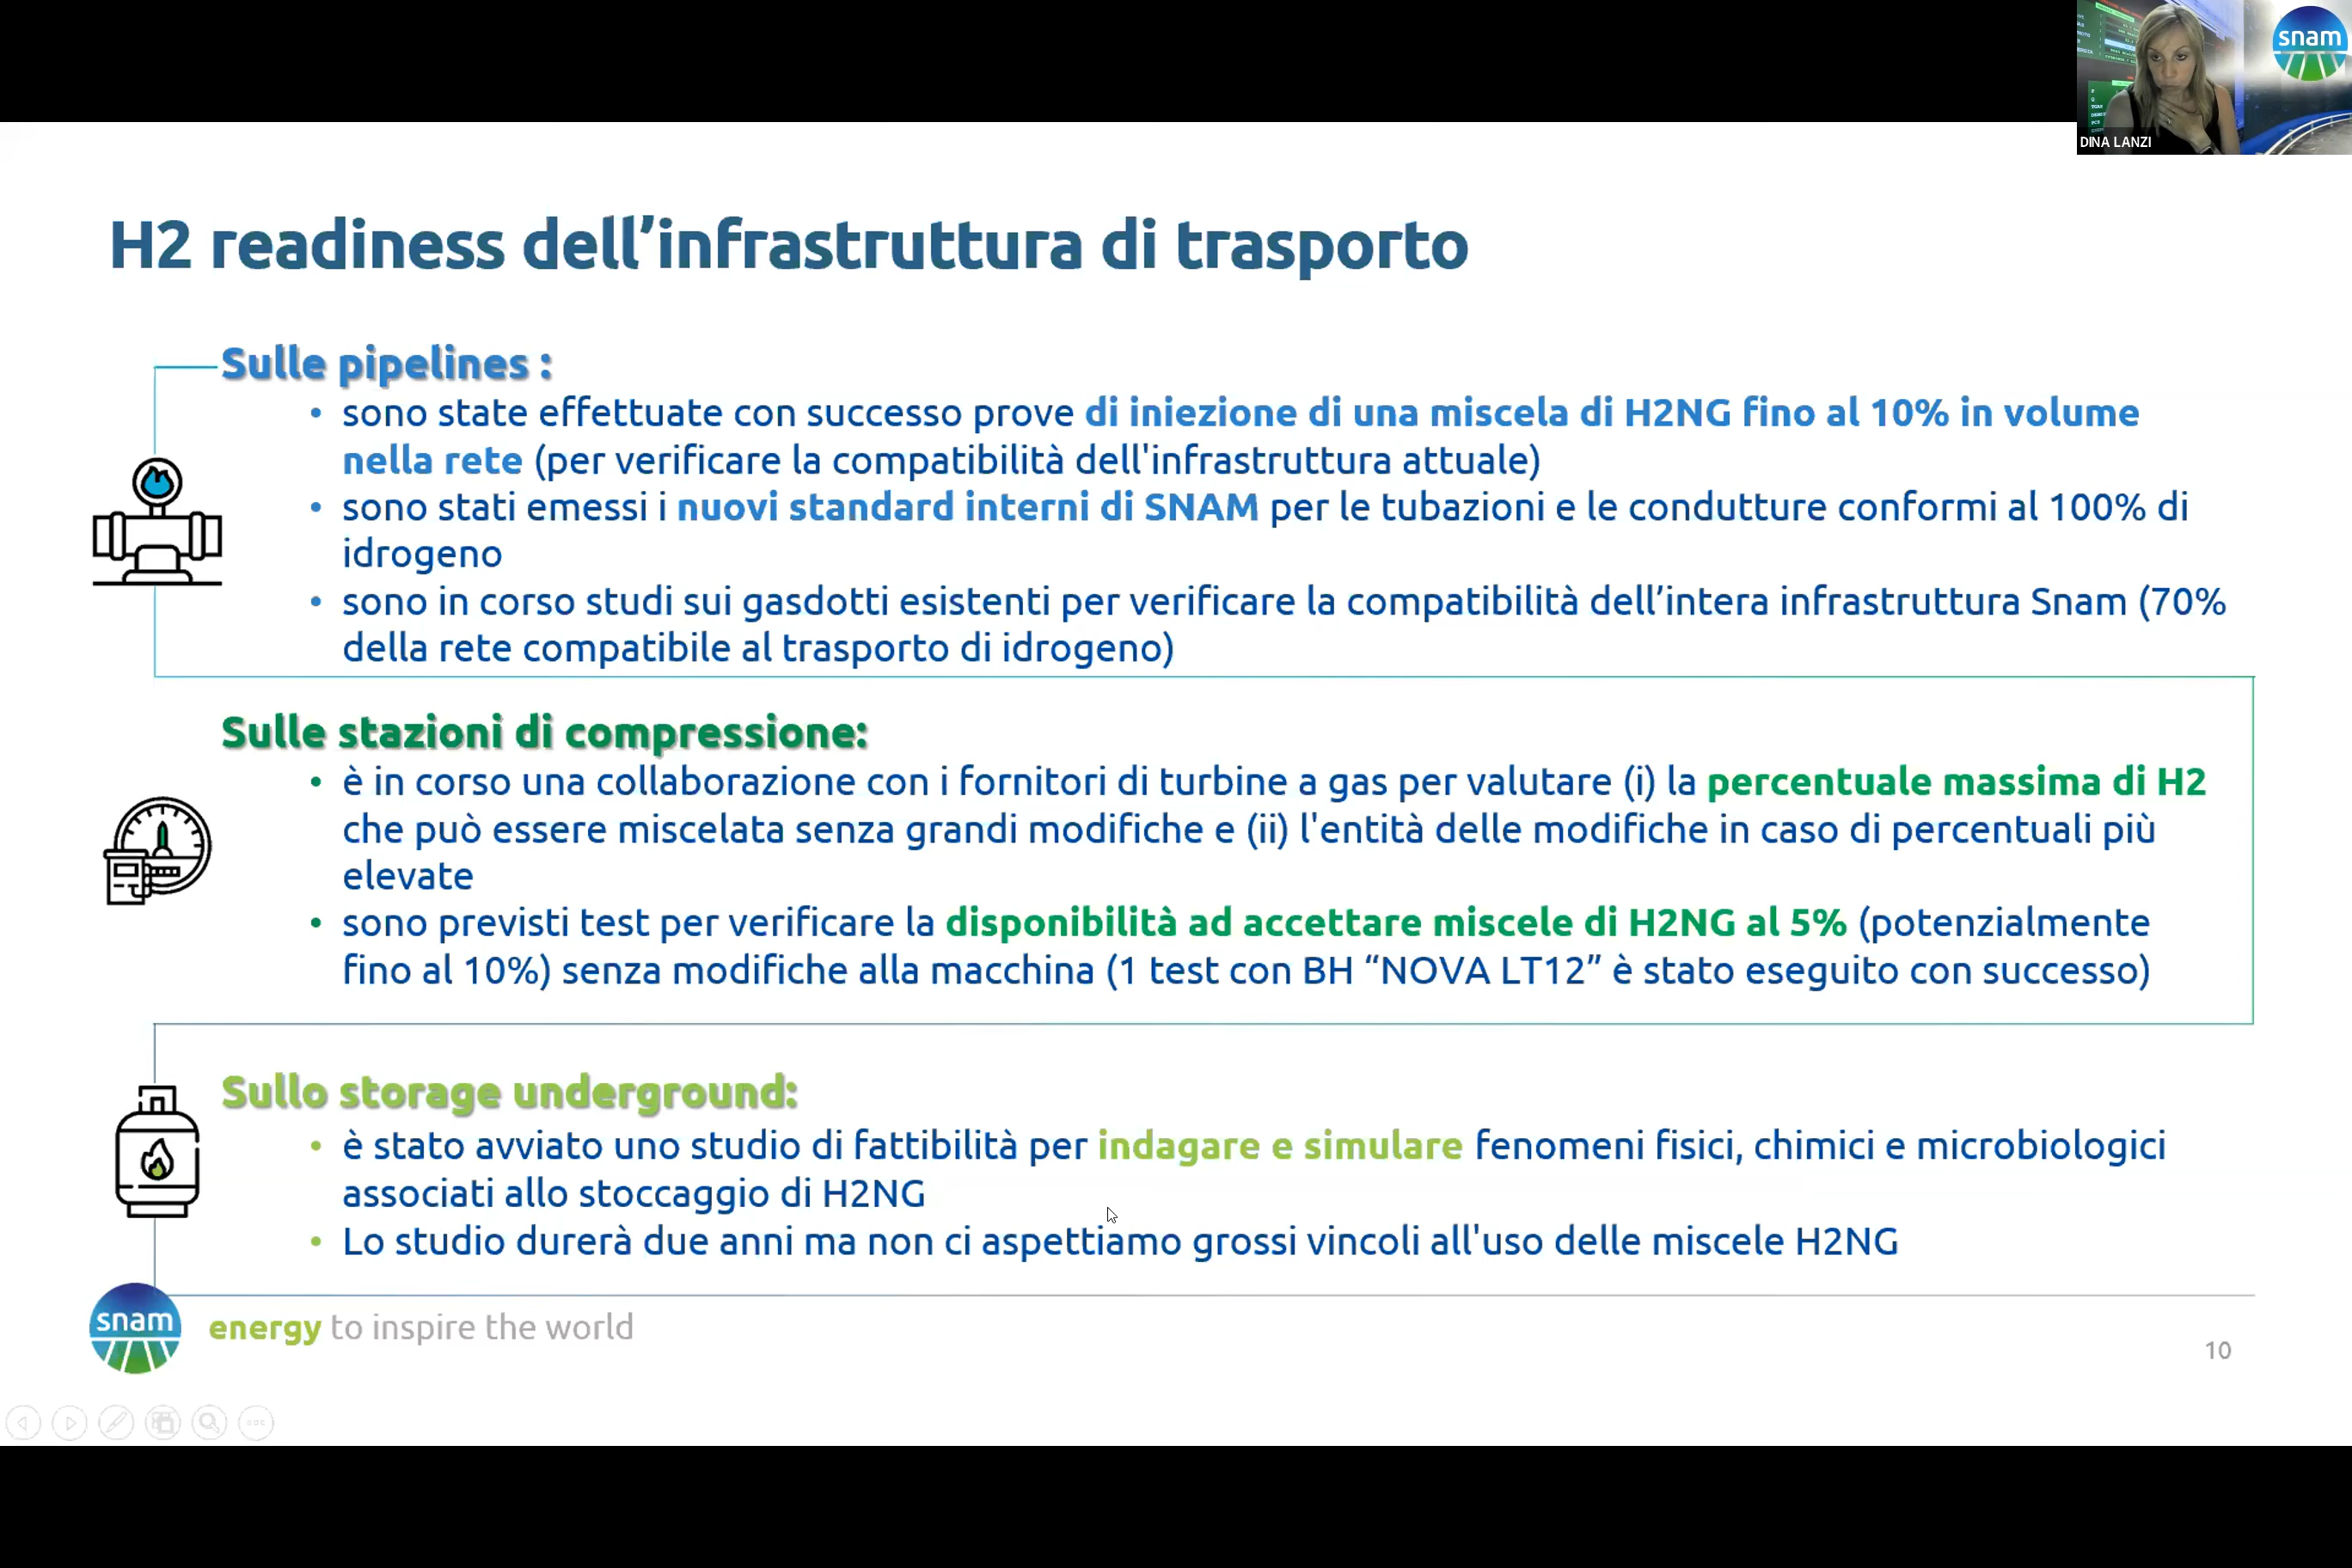 snam
DINA LANZI
H2 readiness dell’infrastruttura di trasporto
Sulle pipelines :
• sono state effettuate con successo prove di iniezione di una miscela di H2NG fino al 10% in volume
nella rete (per verificare la compatibilità dell'infrastruttura attuale)
• sono stati emessi i nuovi standard interni di SNAM per le tubazioni e le condutture conformi al 100% di
idrogeno
• sono in corso studi sui gasdotti esistenti per verificare la compatibilità dell’intera infrastruttura Snam (70%
della rete compatibile al trasporto di idrogeno)
Sulle stazioni di compressione:
• è in corso una collaborazione con i fornitori di turbine a gas per valutare (i) la percentuale massima di H2
che può essere miscelata senza grandi modifiche e (ii) l'entità delle modifiche in caso di percentuali più
elevate
• sono previsti test per verificare la disponibilità ad accettare miscele di H2NG al 5% (potenzialmente
fino al 10%) senza modifiche alla macchina (1 test con BH “NOVA LT12” è stato eseguito con successo)
Sullo storage underground:
• è stato avviato uno studio di fattibilità per indagare e simulare fenomeni fisici, chimici e microbiologici
associati allo stoccaggio di H2NG
• Lo studio durerà due anni ma non ci aspettiamo grossi vincoli all'uso delle miscele H2NG
snam
energy to inspire the world
10